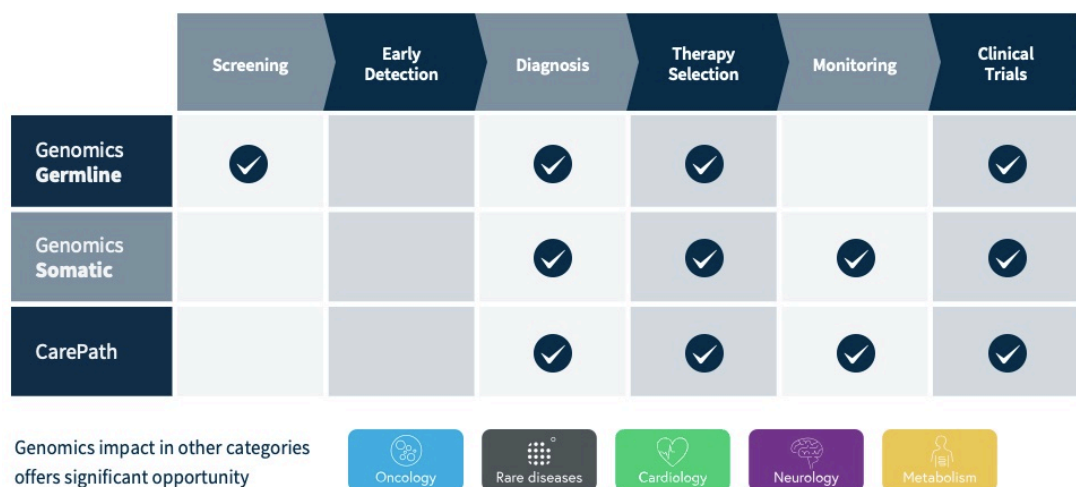 Screening
Early
Detection
Diagnosis
Therapy
Selection
Monitoring
Clinical
Trials
Genomics
Germline
Genomics
Somatic
CarePath
Genomics impact in other categories
offers significant opportunity
Oncology
Rare diseases
Cardiology
Neurology
Metabolism